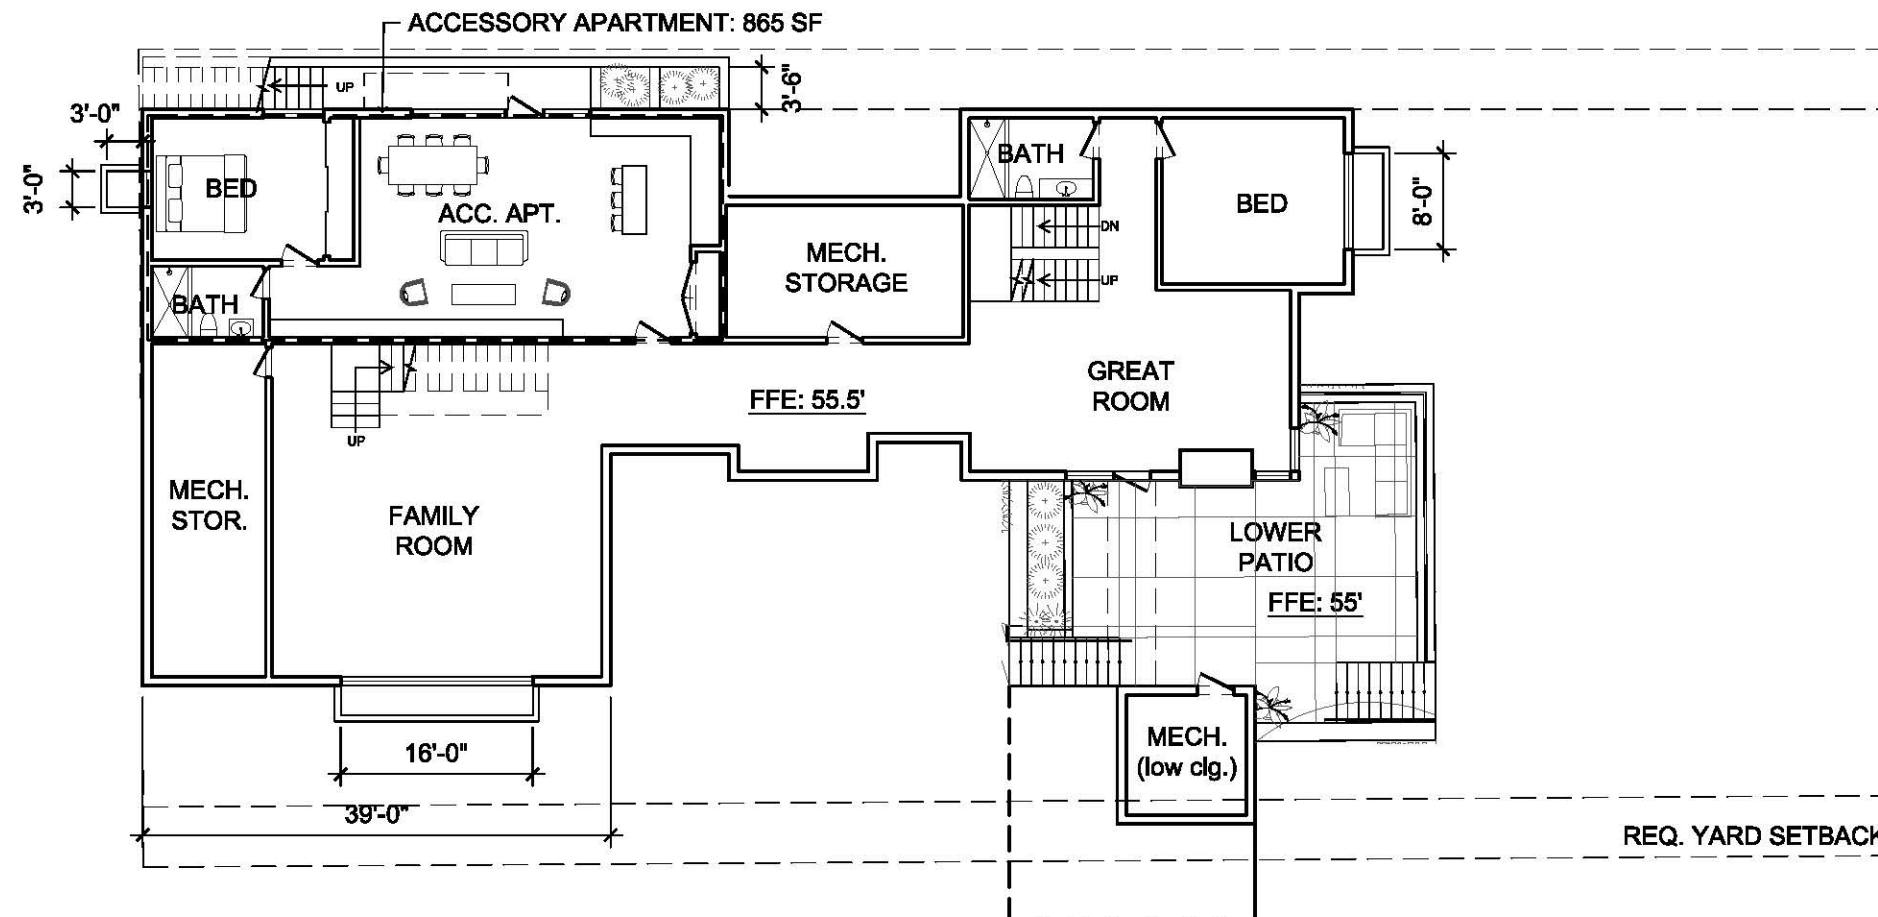 ACCESSORY APARTMENT: 865 SF
UP
3'-6"
3'-0"
3'-0"
BED
ACC. APT.
BATH
BATH
BED
8'-0"
DN
UP
MECH.
STORAGE
GREAT
ROOM
FFE: 55.5'
UP
MECH.
STOR.
FAMILY
ROOM
LOWER
PATIO
FFE: 55'
MECH.
(low clg.)
16'-0"
39'-0"
REQ. YARD SETBACK